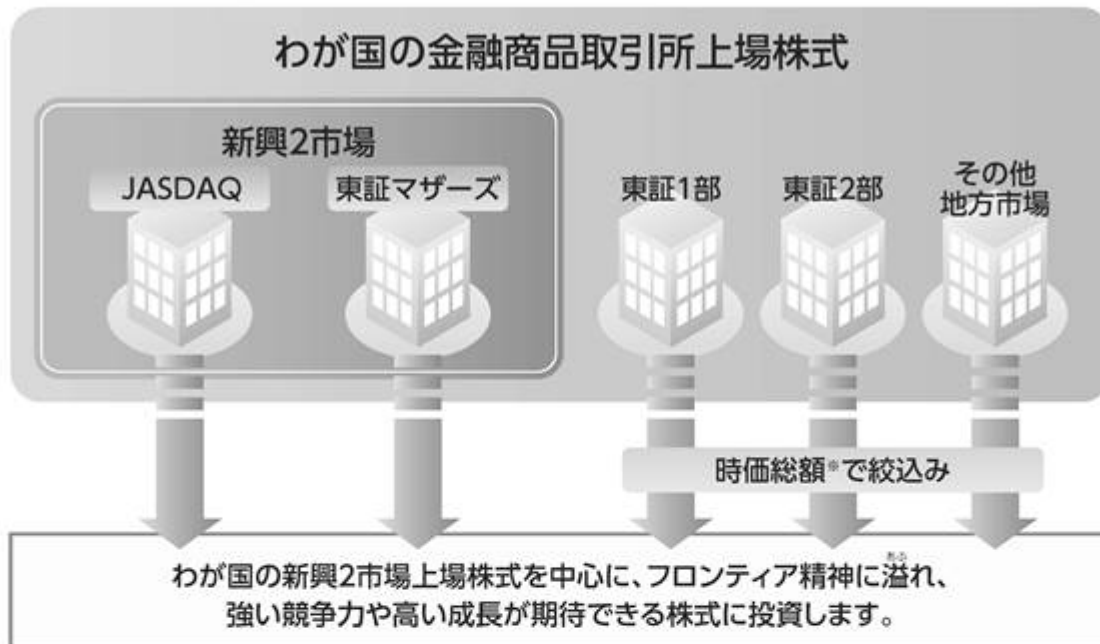 わが国の金融商品取引所上場株式
新興2市場
JASDAQ
東証マザーズ
東証1部
東証2部
その他
地方市場
時価総額※で絞込み
わが国の新興2市場上場株式を中心に、フロンティア精神に溢れ、
あふ
強い競争力や高い成長が期待できる株式に投資します。